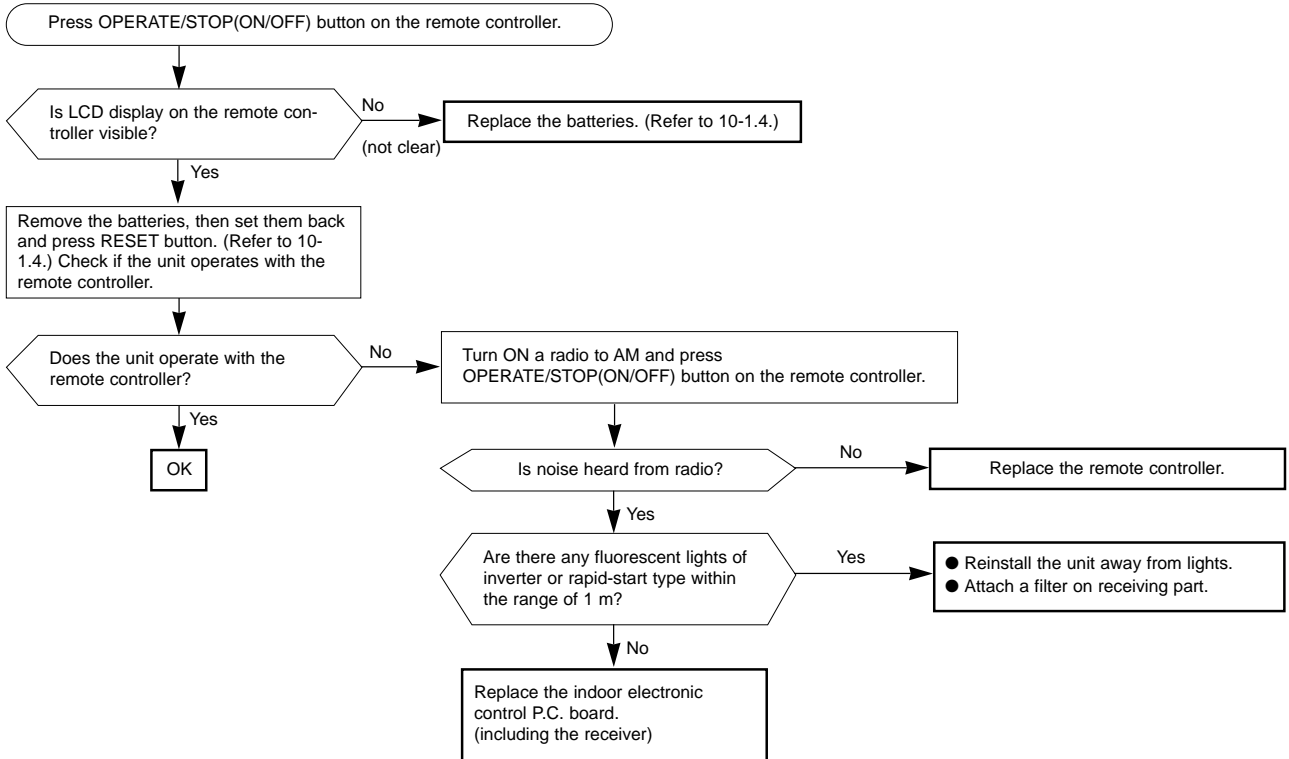 Press OPERATE/STOP(ON/OFF) button on the remote controller.
Is LCD display on the remote con-
troller visible?
No
(not clear)
Replace the batteries. (Refer to 10-1.4.)
Yes
Remove the batteries, then set them back
and press RESET button. (Refer to 10-
1.4.) Check if the unit operates with the
remote controller.
Does the unit operate with the
remote controller?
No
Turn ON a radio to AM and press
OPERATE/STOP(ON/OFF) button on the remote controller.
Yes
OK
Is noise heard from radio?
No
Replace the remote controller.
Yes
Are there any fluorescent lights of
inverter or rapid-start type within
the range of 1 m?
Yes
● Reinstall the unit away from lights.
● Attach a filter on receiving part.
No
Replace the indoor electronic
control P.C. board.
(including the receiver)